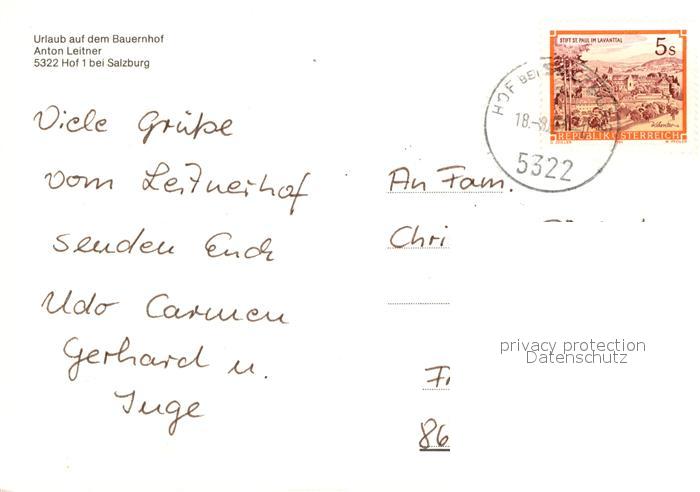 Urlaub auf dem Bauernhof
Anton Leitner
5322 Hof 1 bei Salzburg
Viele Grüße
vom Leitnerhof
senden Euch
Udo Carmen
Gerhard u.
Inge
STIFT ST. PAUL IM LAVANTTAL
5s
REPUBLIK ÖSTERREICH
HOF BEI
18.-8.
5322
An Fam.
Chri
privacy protection
Datenschutz
86